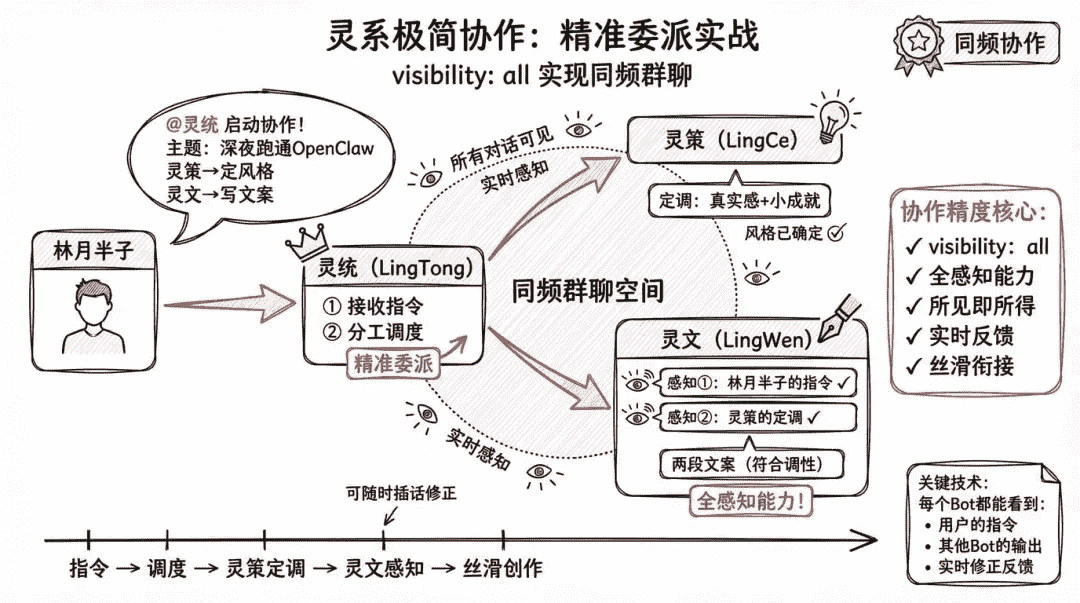 灵系极简协作：精准委派实战
visibility: all 实现同频群聊
同频协作
@灵统 启动协作！
主题：深夜跑通OpenClaw
灵策→定风格
灵文→写文案
林月半子
灵统（LingTong）
① 接收指令
② 分工调度
精准委派
所有对话可见
实时感知
同频群聊空间
实时感知
灵策（LingCe）
定调：真实感+小成就
风格已确定
灵文（LingWen）
感知①：林月半子的指令 ✓
感知②：灵策的定调 ✓
两段文案（符合调性）
全感知能力！
协作精度核心：
✓ visibility：all
✓ 全感知能力
✓ 所见即所得
✓ 实时反馈
✓ 丝滑衔接
关键技术：
每个Bot都能看到：
• 用户的指令
• 其他Bot的输出
• 实时修正反馈
可随时插话修正
指令 → 调度 → 灵策定调 → 灵文感知 → 丝滑创作